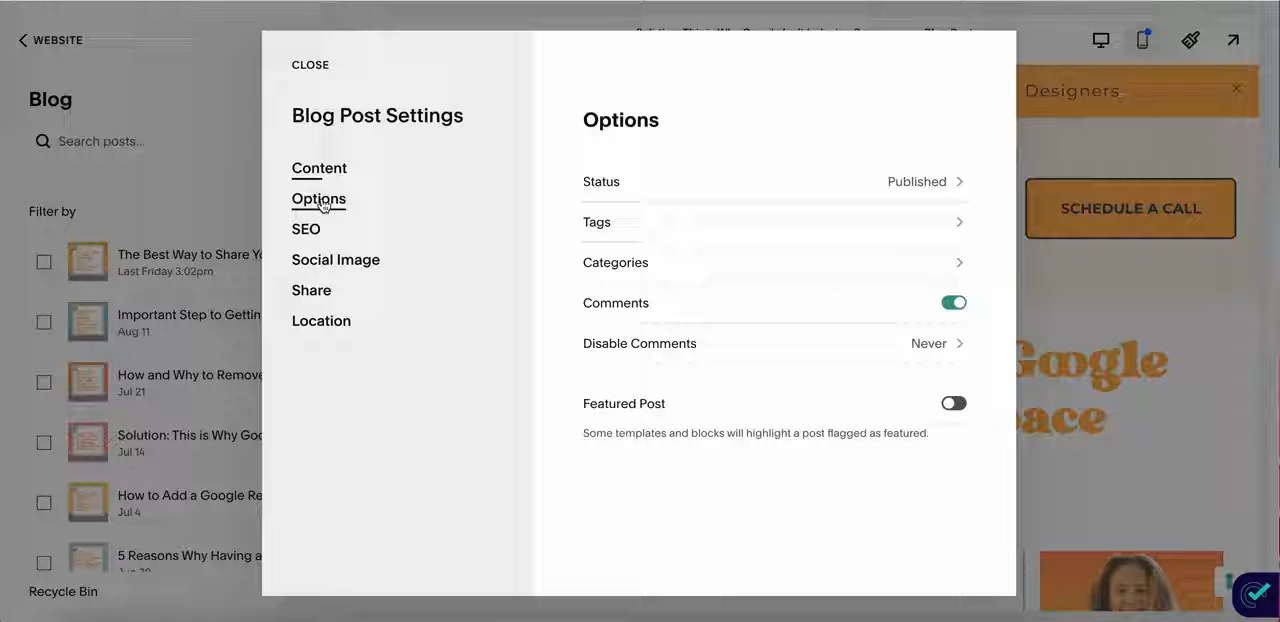 WEBSITE
Blog
Search posts...
Filter by
The Best Way to Share Yo
Last Friday 3:02pm
Important Step to Gettin
Aug 11
How and Why to Remove
Jul 21
Solution: This is Why Goo
Jul 14
How to Add a Google Re
Jul 4
5 Reasons Why Having a
Recycle Bin
CLOSE
Blog Post Settings
Content
Options
SEO
Social Image
Share
Location
Options
Status
Published
Tags
Categories
Comments
Disable Comments
Never
Featured Post
Some templates and blocks will highlight a post flagged as featured.
Designers
SCHEDULE A CALL
Google
ace